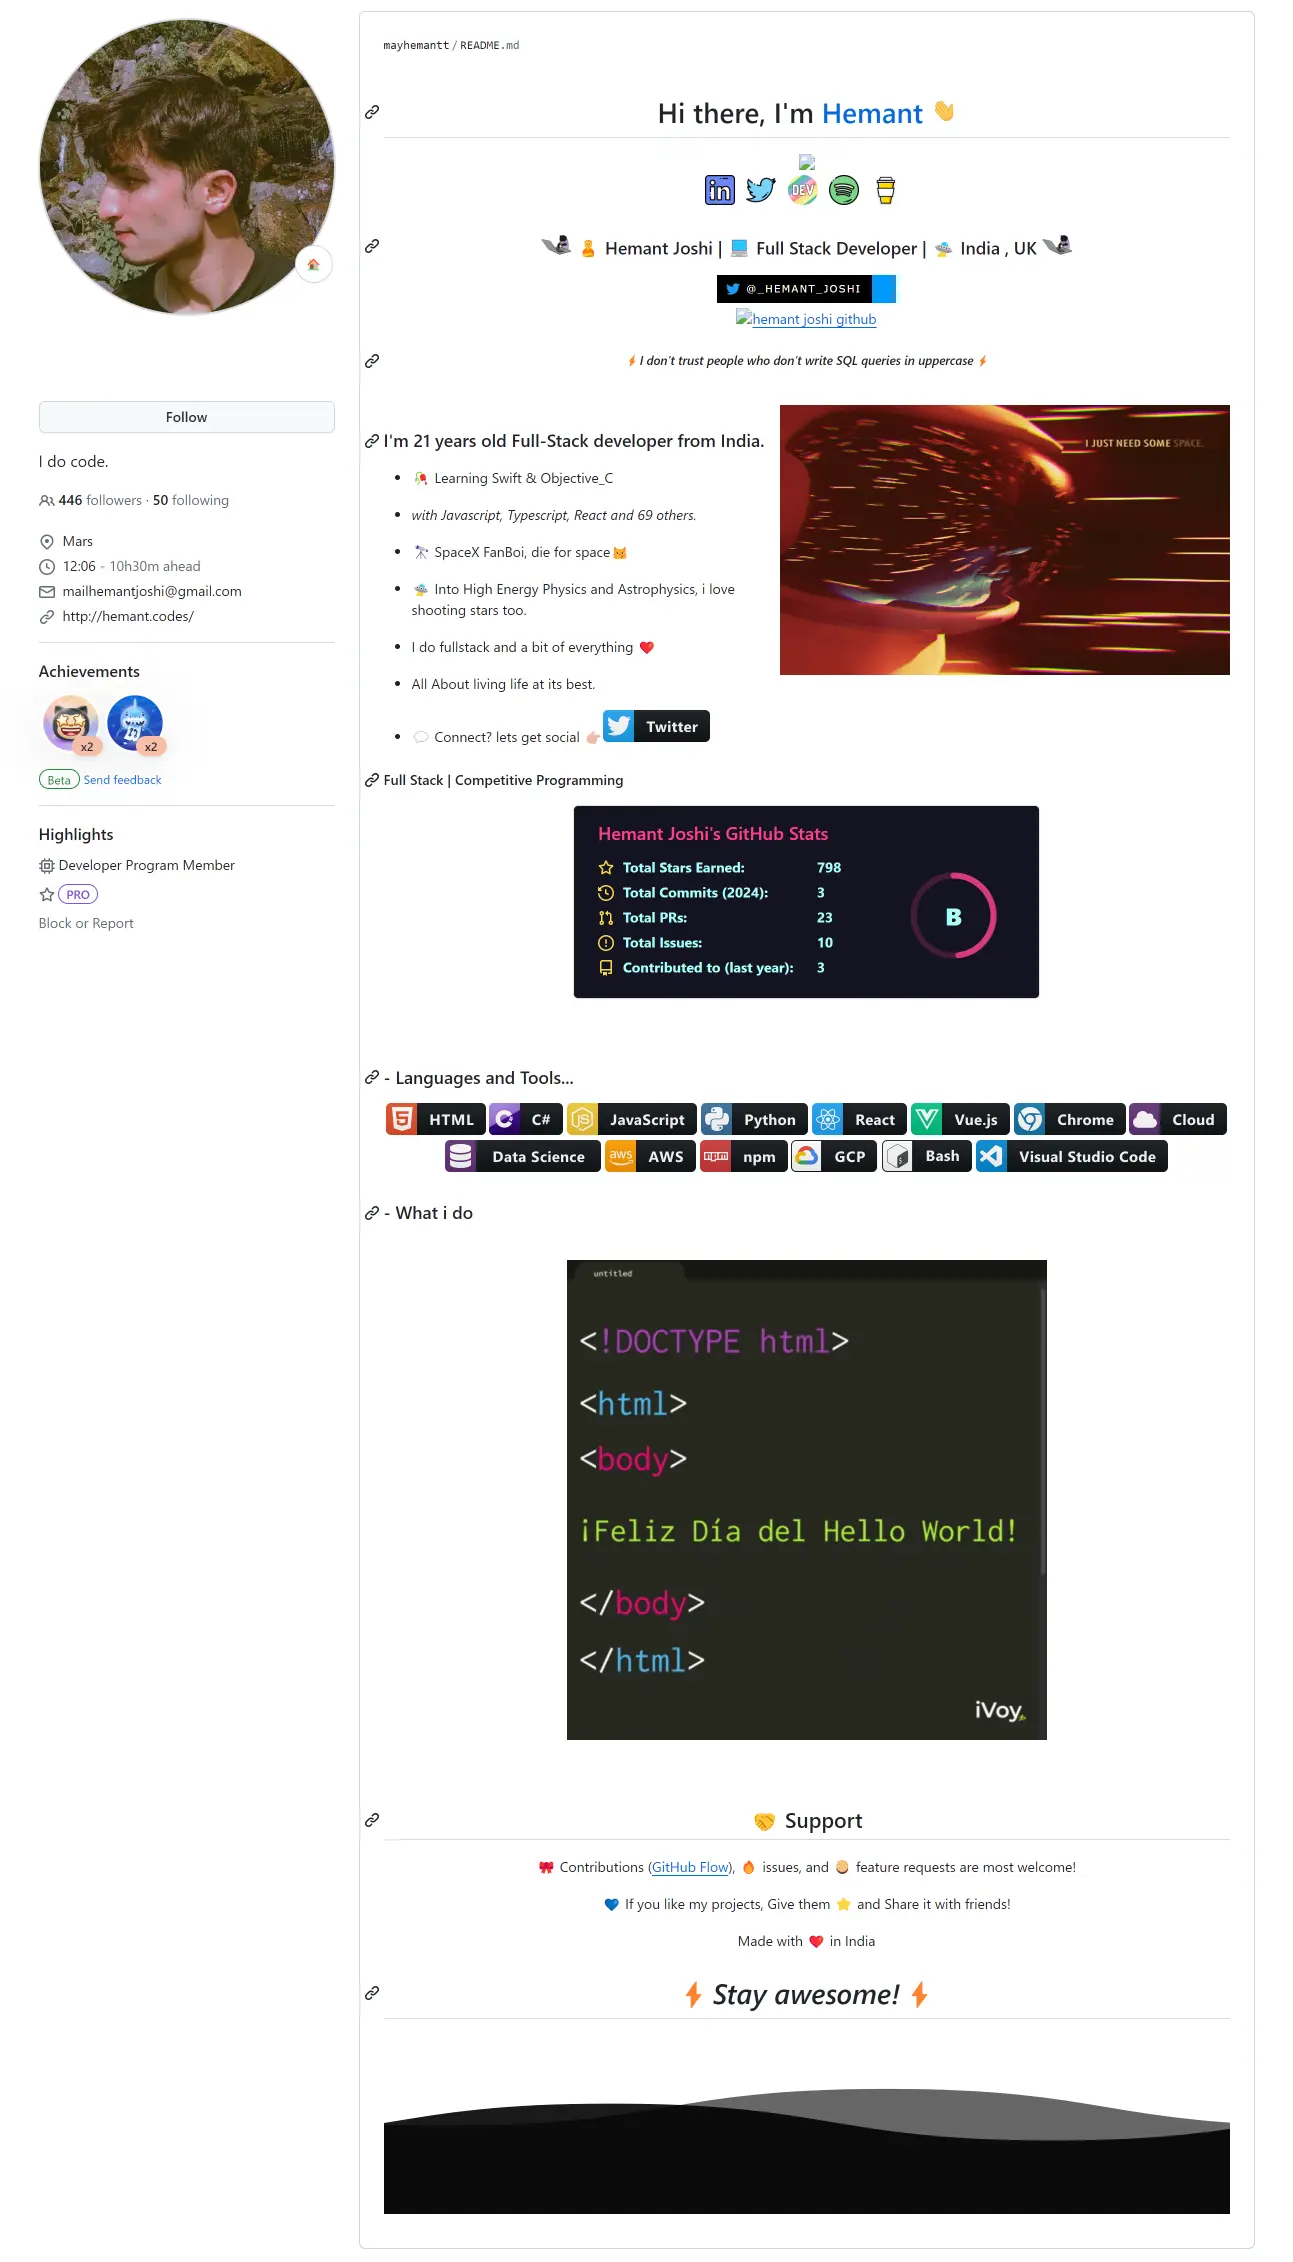 mayhemantt / README.md
Hi there, I'm Hemant 👋
in
DEV
Hemant Joshi | Full Stack Developer | India , UK
@_HEMANT_JOSHI
hemant joshi github
I don't trust people who don't write SQL queries in uppercase
Follow
I do code.
446 followers · 50 following
Mars
12:06 - 10h30m ahead
mailhemantjoshi@gmail.com
http://hemant.codes/
Achievements
x2
x2
Beta Send feedback
Highlights
Developer Program Member
PRO
Block or Report
I'm 21 years old Full-Stack developer from India.
I JUST NEED SOME SPACE.
Learning Swift & Objective_C
with Javascript, Typescript, React and 69 others.
SpaceX FanBoi, die for space
Into High Energy Physics and Astrophysics, i love
shooting stars too.
I do fullstack and a bit of everything ❤️
All About living life at its best.
Connect? lets get social Twitter
Full Stack | Competitive Programming
Hemant Joshi's GitHub Stats
Total Stars Earned: 798
Total Commits (2024): 3
Total PRs: 23
Total Issues: 10
Contributed to (last year): 3
B
- Languages and Tools...
HTML C# JS JavaScript Python React Vue.js Chrome Cloud
Data Science aws AWS npm GCP Bash Visual Studio Code
- What i do
untitled
<!DOCTYPE html>
<html>
<body>
¡Feliz Día del Hello World!
</body>
</html>
iVoy
Support
Contributions (GitHub Flow), issues, and feature requests are most welcome!
If you like my projects, Give them ⭐ and Share it with friends!
Made with ❤️ in India
Stay awesome!